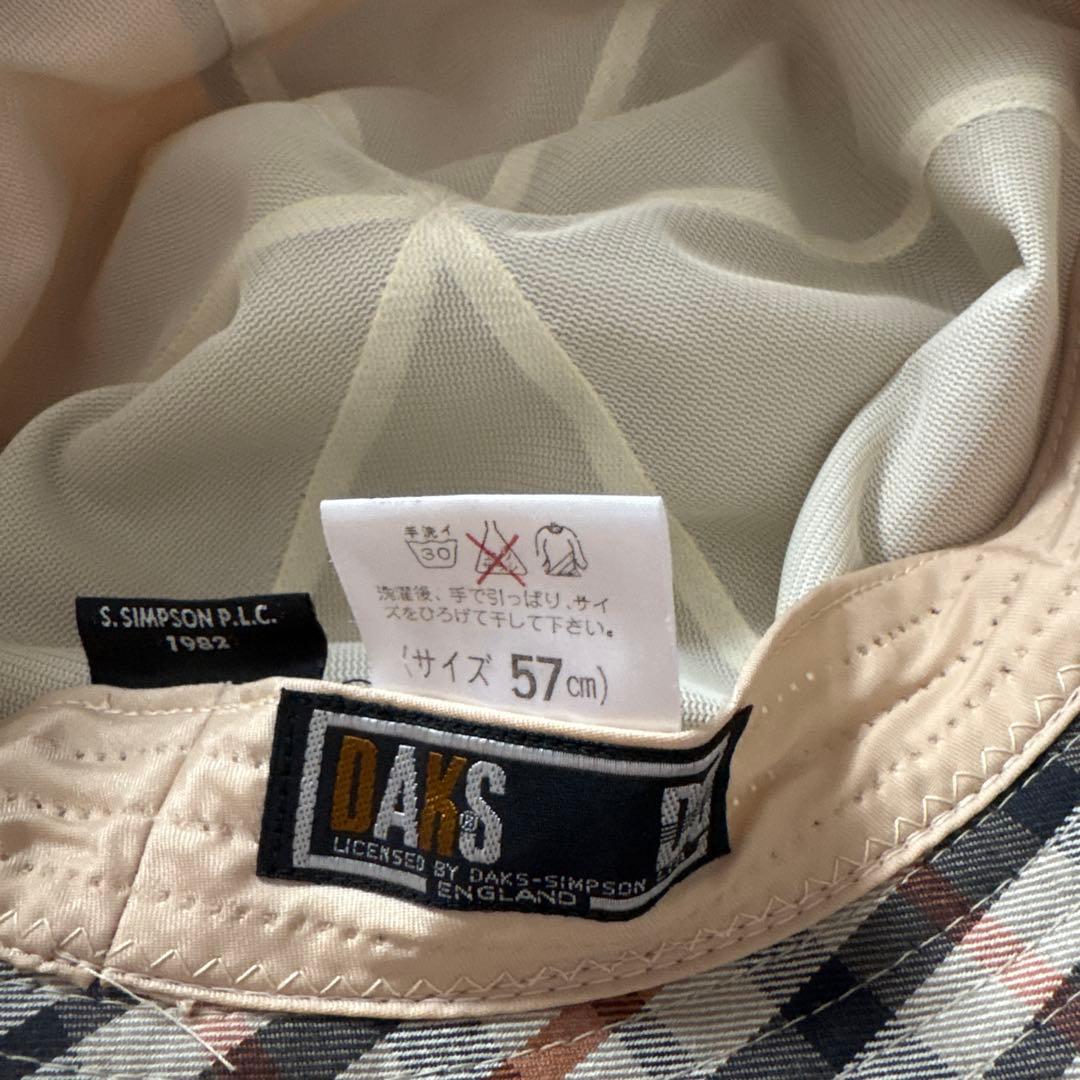 手洗イ
30
洗濯後、手で引っぱり、サイ
ズをひろげて干して下さい。
(サイズ 57cm)
S. SIMPSON P.L.C.
1982
DAKS®
LICENSED BY DAKS-SIMPSON
ENGLAND